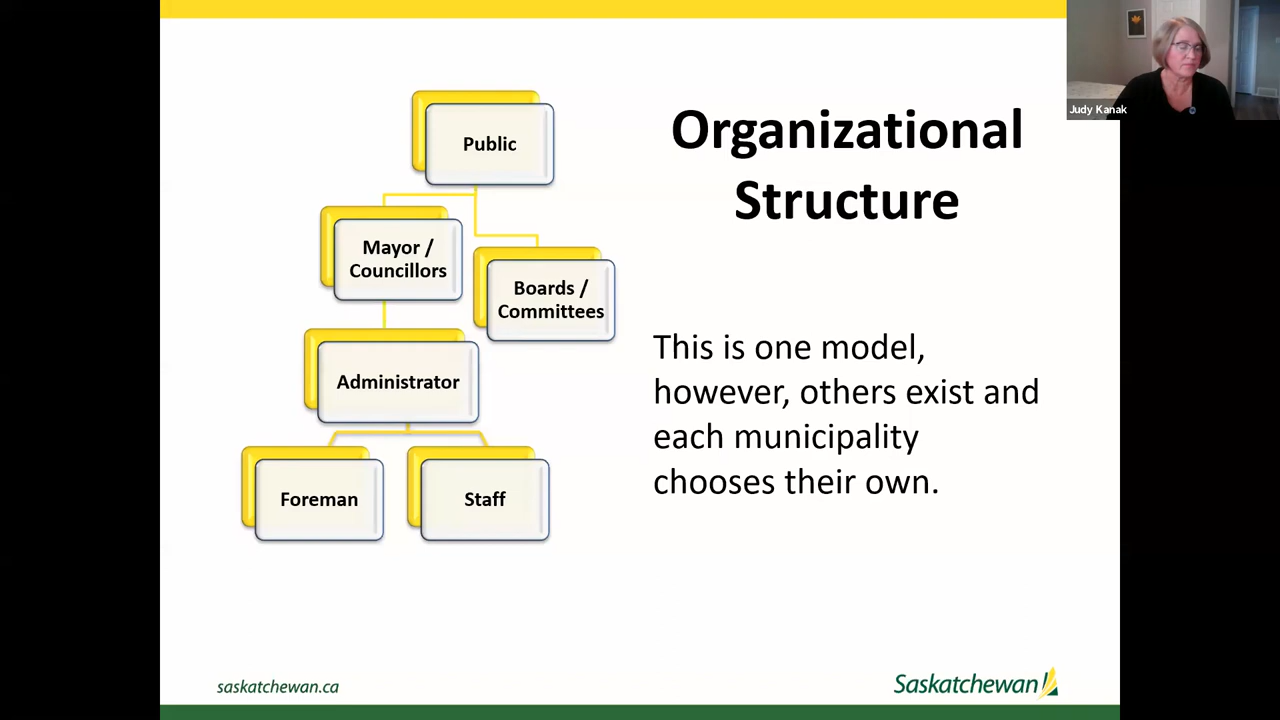 Judy Kanak
Organizational
Structure
Public
Mayor /
Councillors
Boards /
Committees
Administrator
Foreman
Staff
This is one model,
however, others exist and
each municipality
chooses their own.
saskatchewan.ca
Saskatchewan